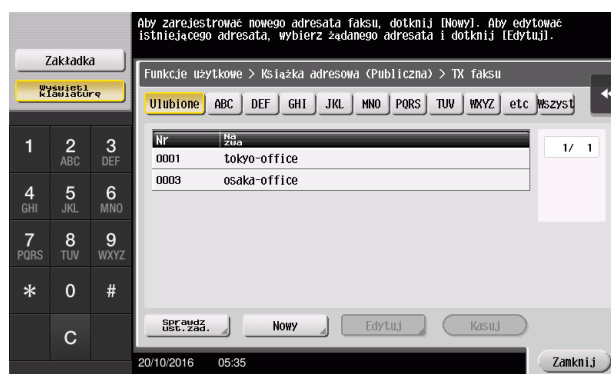 Aby zarejestrować nowego adresata faksu, dotknij [Nowy]. Aby edytować
istniejącego adresata, wybierz żądanego adresata i dotknij [Edytuj].
Zakładka
Wyświetl
klawiaturę
Funkcje użytkowe > Książka adresowa (Publiczna) > TX faksu
Ulubione ABC DEF GHI JKL MNO PQRS TUV WXYZ etc Wszyst
Nr Na
zwa
1/ 1
0001 tokyo-office
0003 osaka-office
1 2 3
ABC DEF
4 5 6
GHI JKL MNO
7 8 9
PQRS TUV WXYZ
* 0 #
C
Sprawdz
ust.zad.
Nowy Edytuj Kasuj
20/10/2016 05:35
Zamknij